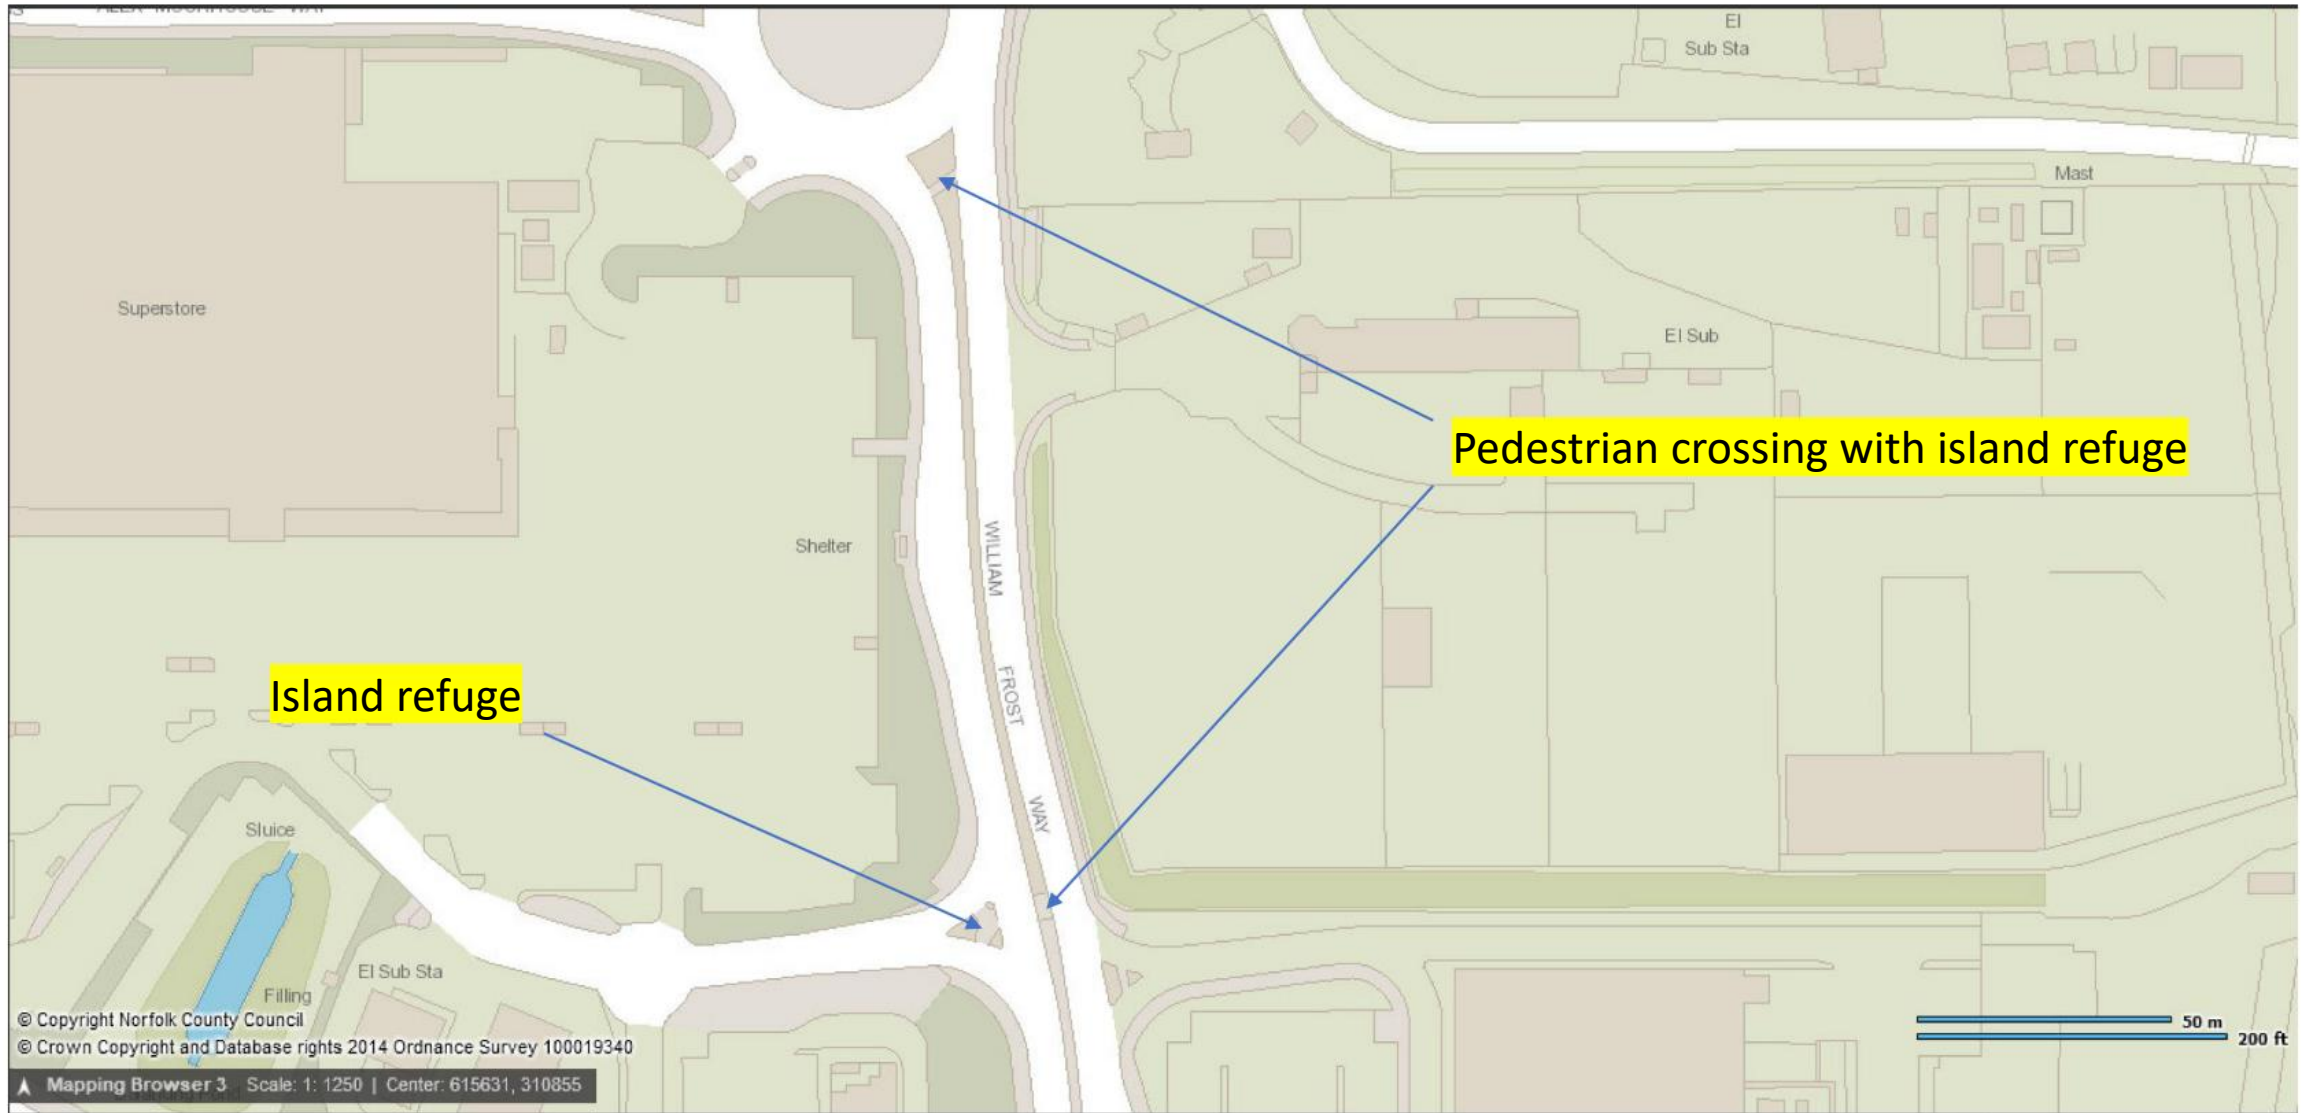 El
Sub Sta
Mast
Superstore
El Sub
Pedestrian crossing with island refuge
WILLIAM FROST WAY
Shelter
Island refuge
Sluice
El Sub Sta
Filling
© Copyright Norfolk County Council
© Crown Copyright and Database rights 2014 Ordnance Survey 100019340
Mapping Browser 3 Scale: 1: 1250 | Center: 615631, 310855
50 m
200 ft